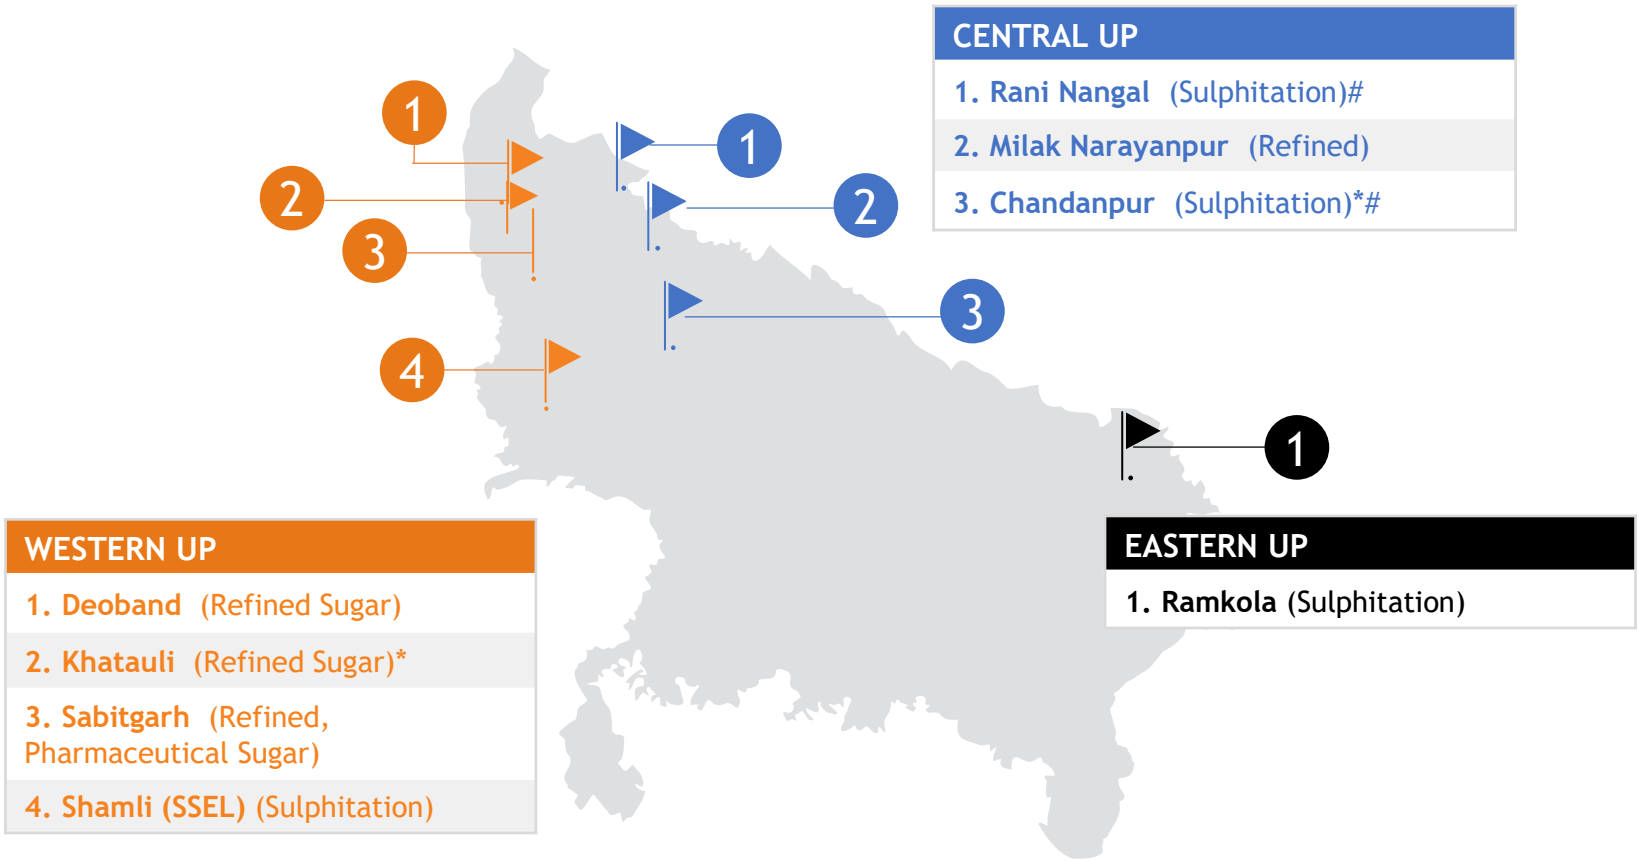 CENTRAL UP
1. Rani Nangal (Sulphitation)#
2. Milak Narayanpur (Refined)
3. Chandanpur (Sulphitation)*#
1
2
3
4
1
2
3
1
WESTERN UP
1. Deoband (Refined Sugar)
2. Khatauli (Refined Sugar)*
3. Sabitgarh (Refined,
Pharmaceutical Sugar)
4. Shamli (SSEL) (Sulphitation)
EASTERN UP
1. Ramkola (Sulphitation)